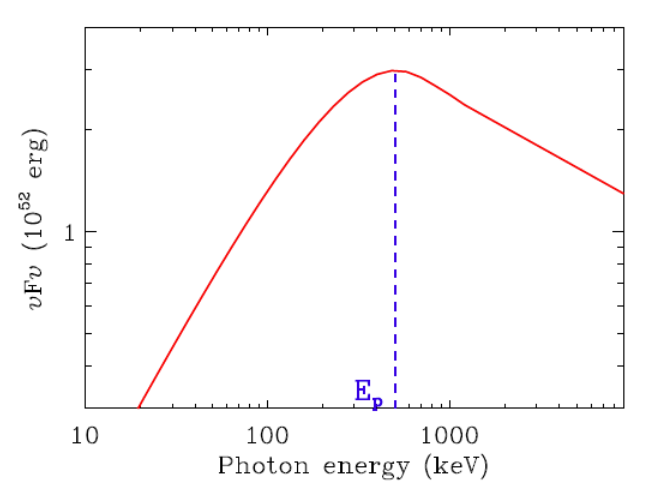 νFν (10⁵² erg)
1
E_p
10 100 1000
Photon energy (keV)